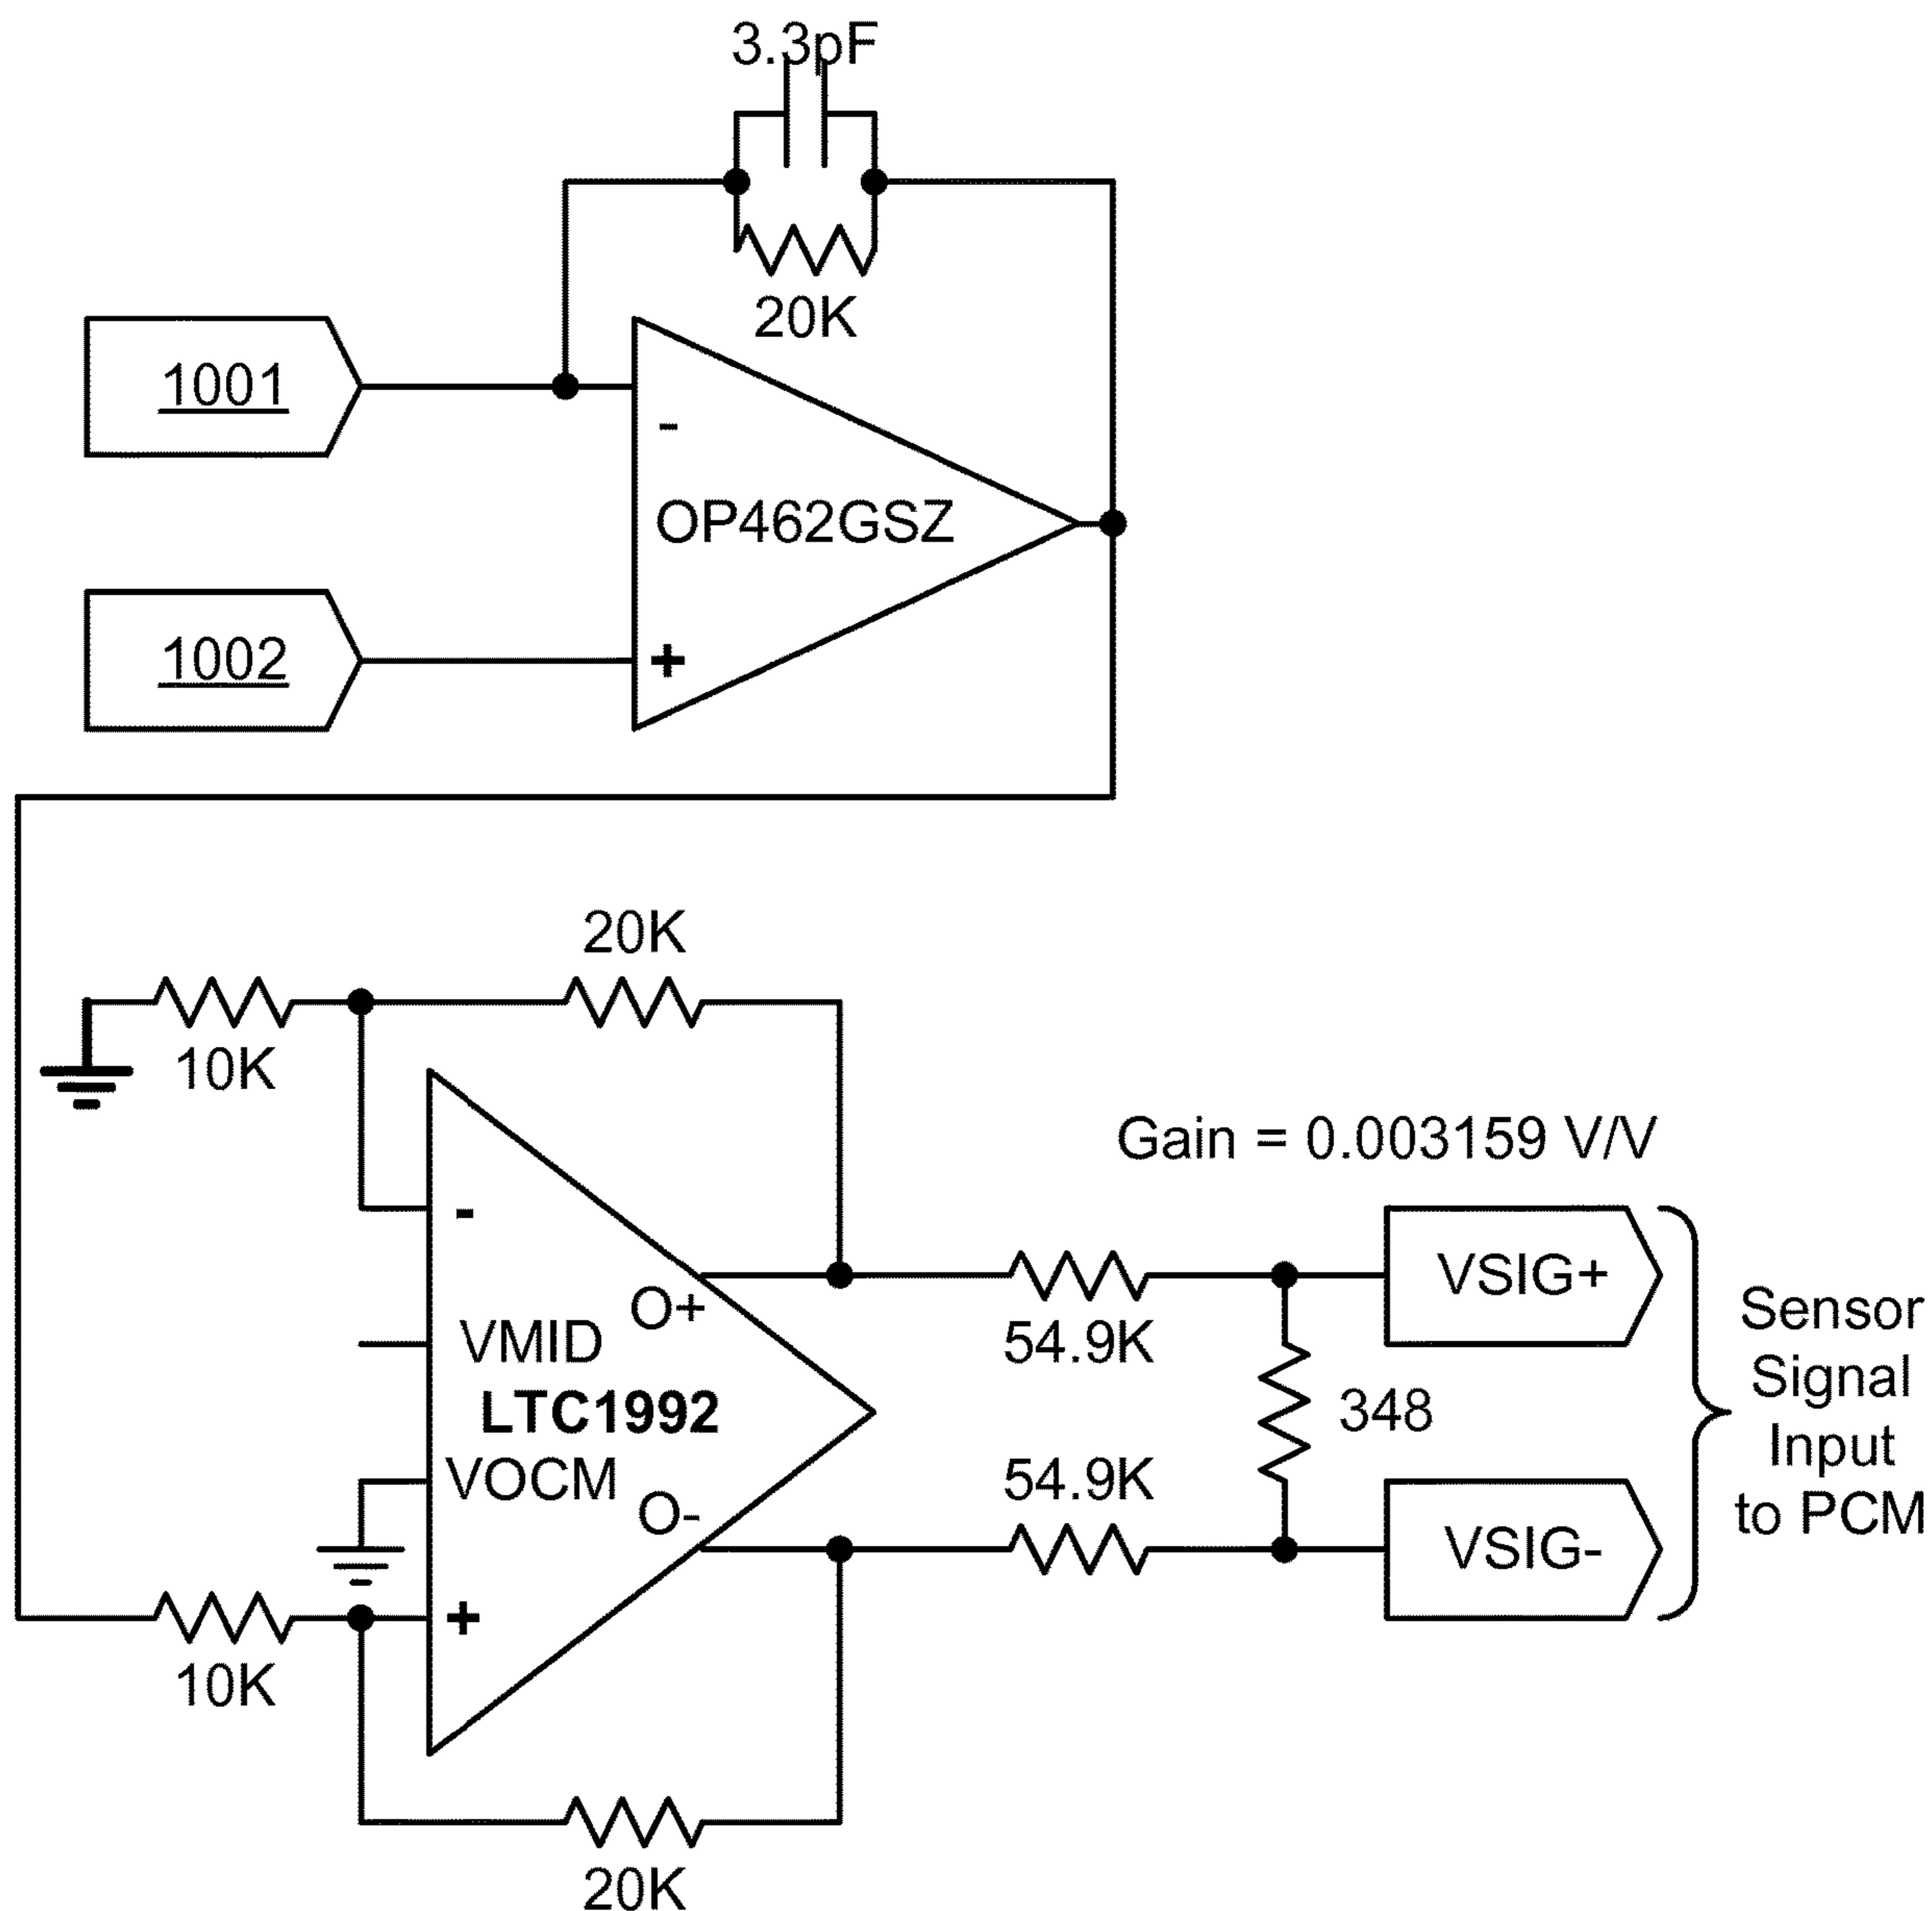 3.3pF
20K
1001
-
OP462GSZ
1002
+
20K
10K
Gain = 0.003159 V/V
-
O+
VMID
LTC1992
VOCM
O-
+
54.9K
54.9K
348
VSIG+
VSIG-
Sensor
Signal
Input
to PCM
10K
20K